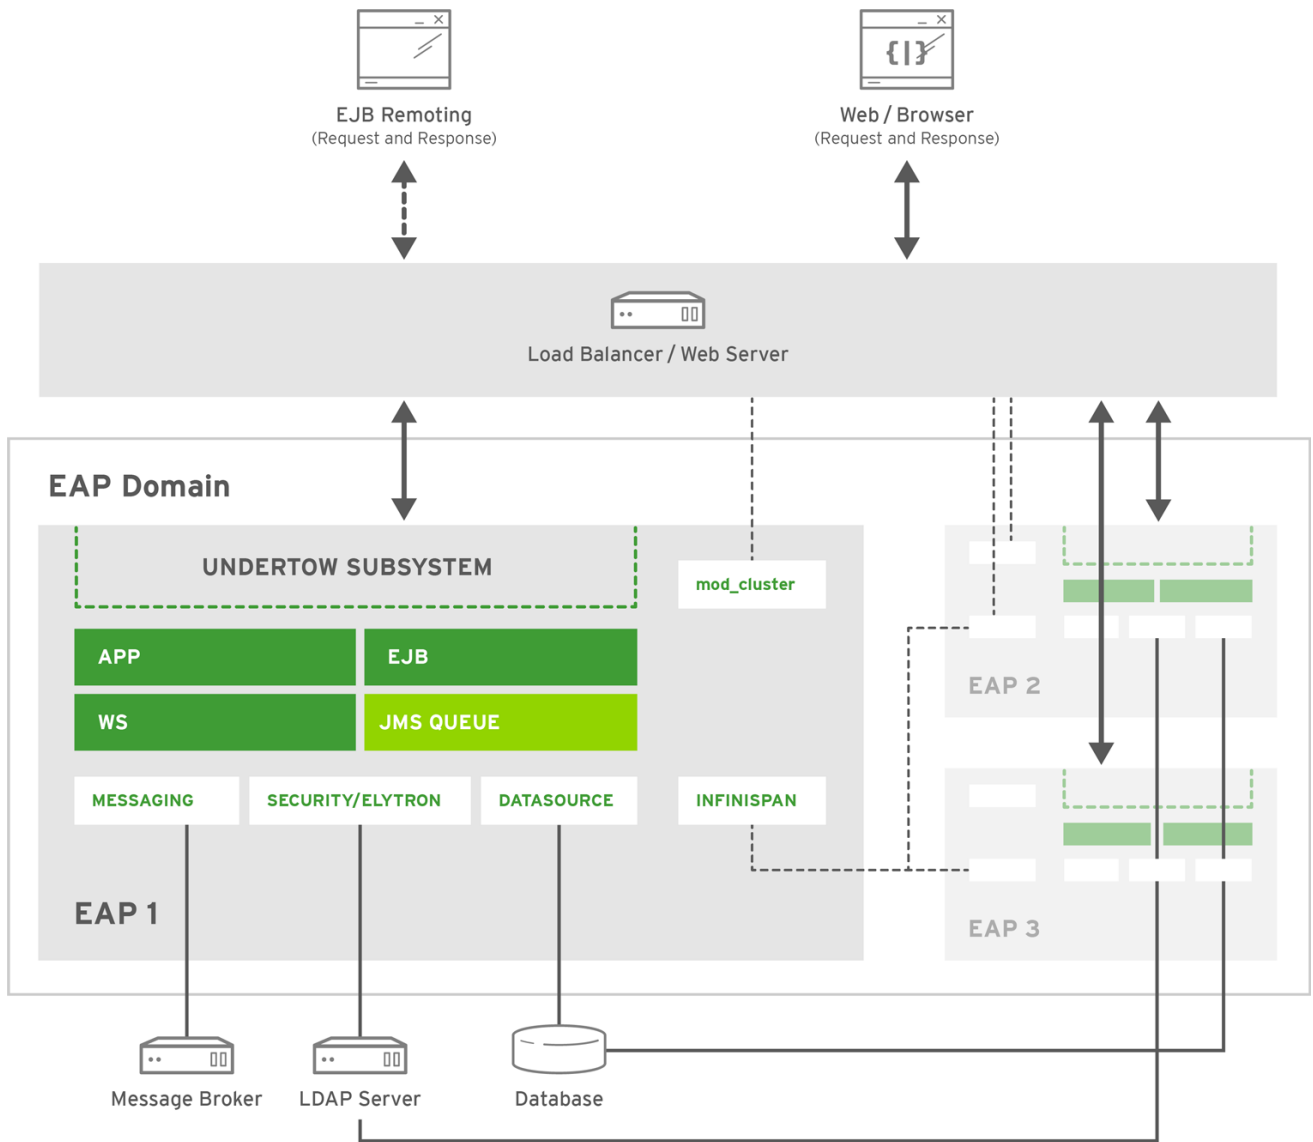 EJB Remoting
(Request and Response)
Web / Browser
(Request and Response)
{|}
Load Balancer / Web Server
EAP Domain
UNDERTOW SUBSYSTEM
mod_cluster
APP
EJB
WS
JMS QUEUE
MESSAGING
SECURITY/ELYTRON
DATASOURCE
INFINISPAN
EAP 1
EAP 2
EAP 3
Message Broker
LDAP Server
Database